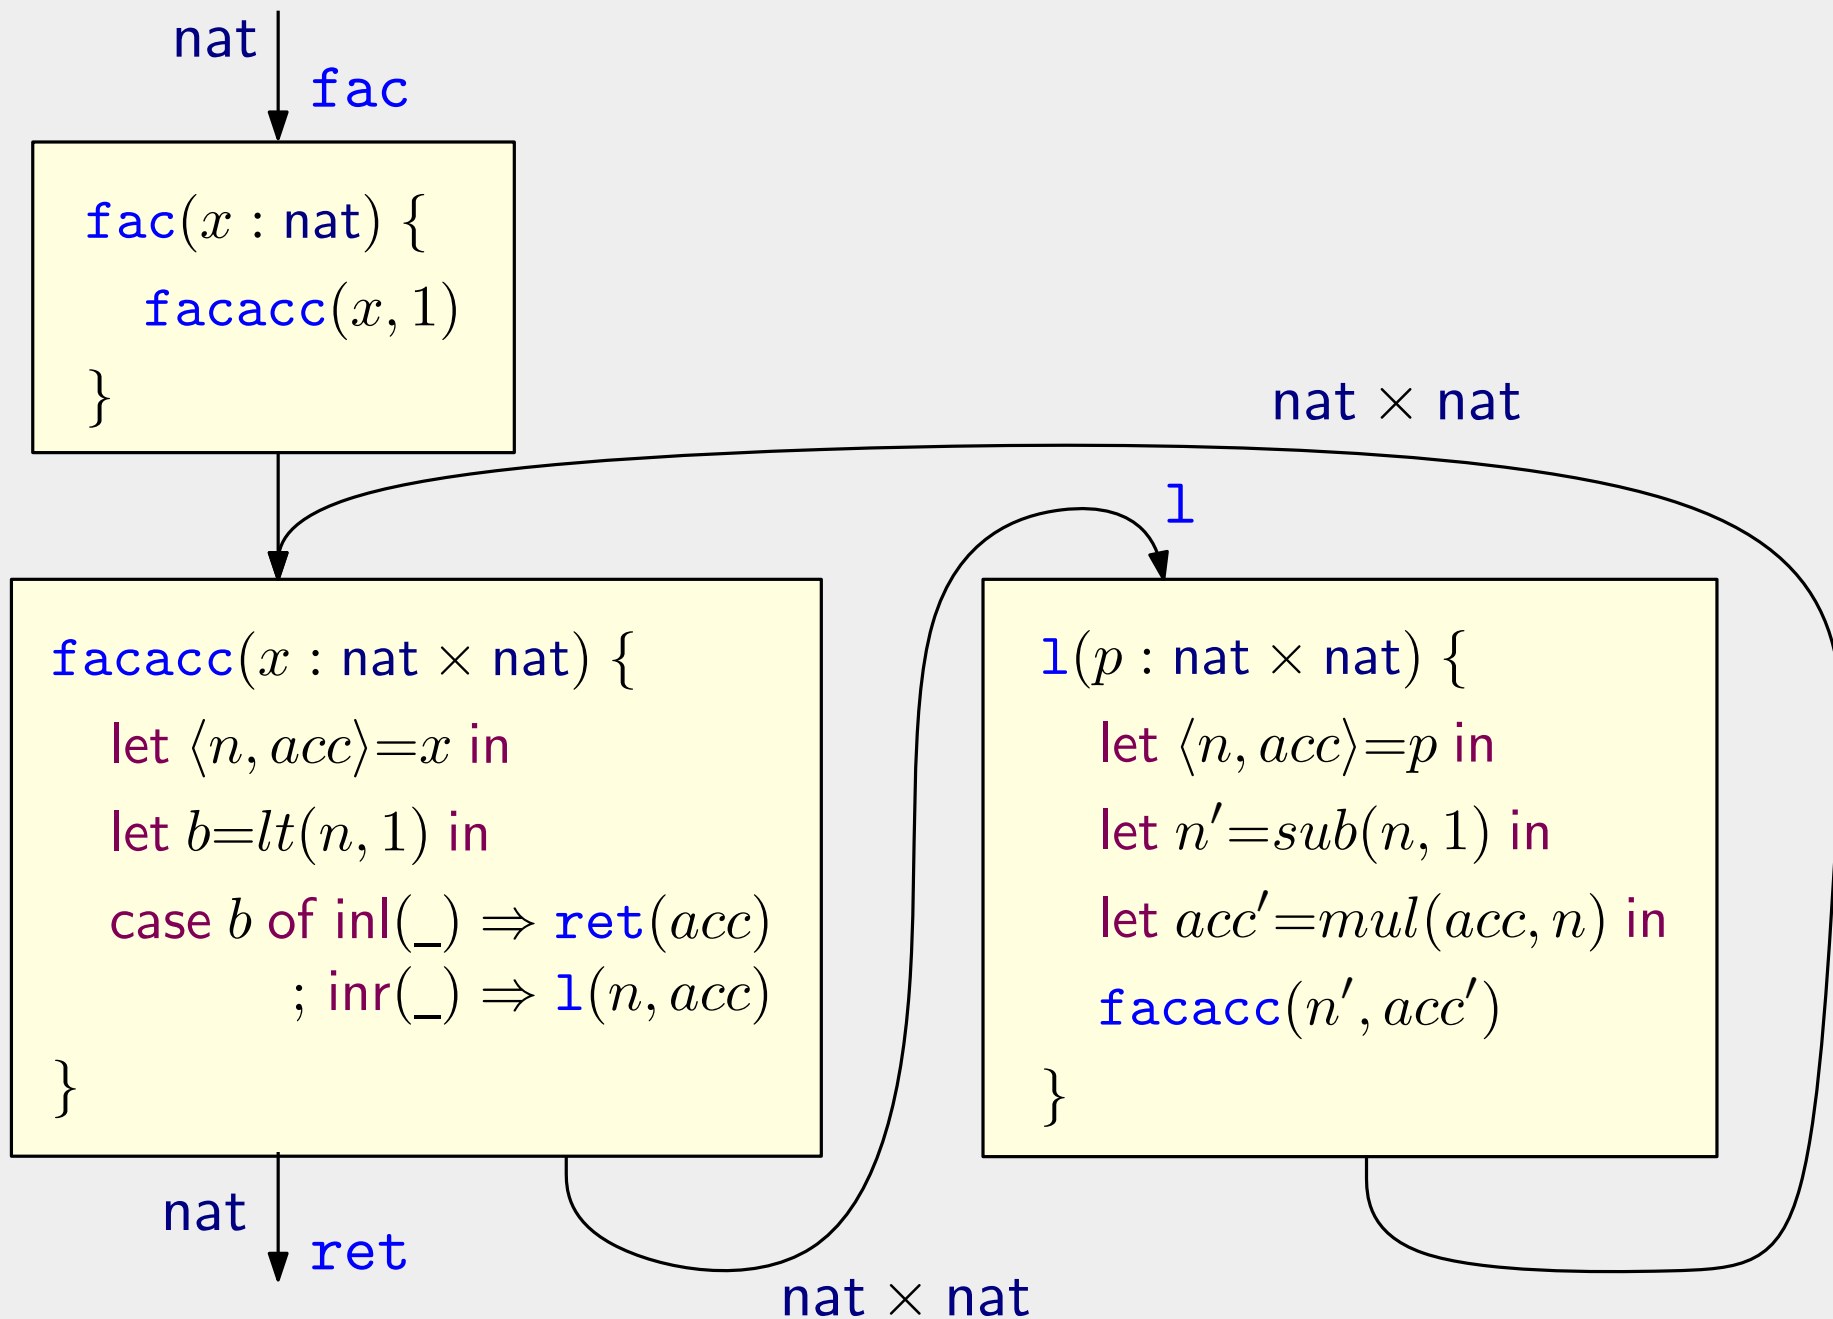 nat
fac
fac(x : nat) {
facacc(x, 1)
}
nat × nat
l
facacc(x : nat × nat) {
let ⟨n, acc⟩=x in
let b=lt(n, 1) in
case b of inl(_) ⇒ ret(acc)
; inr(_) ⇒ l(n, acc)
}
l(p : nat × nat) {
let ⟨n, acc⟩=p in
let n′=sub(n, 1) in
let acc′=mul(acc, n) in
facacc(n′, acc′)
}
nat
ret
nat × nat